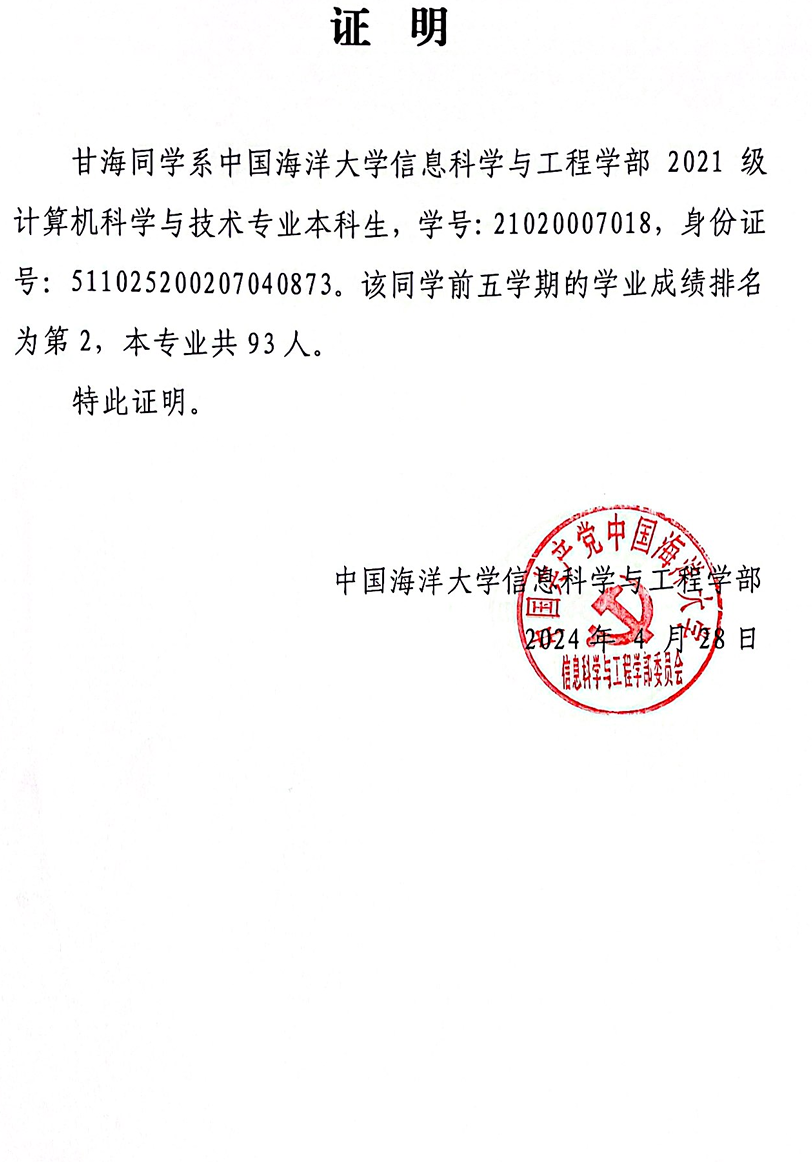 证 明
甘海同学系中国海洋大学信息科学与工程学部 2021 级
计算机科学与技术专业本科生，学号：21020007018，身份证
号：511025200207040873。该同学前五学期的学业成绩排名
为第 2，本专业共 93 人。
特此证明。
中国共产党中国海洋大学
中国海洋大学信息科学与工程学部
2024 年 4 月 28 日
信息科学与工程学部委员会